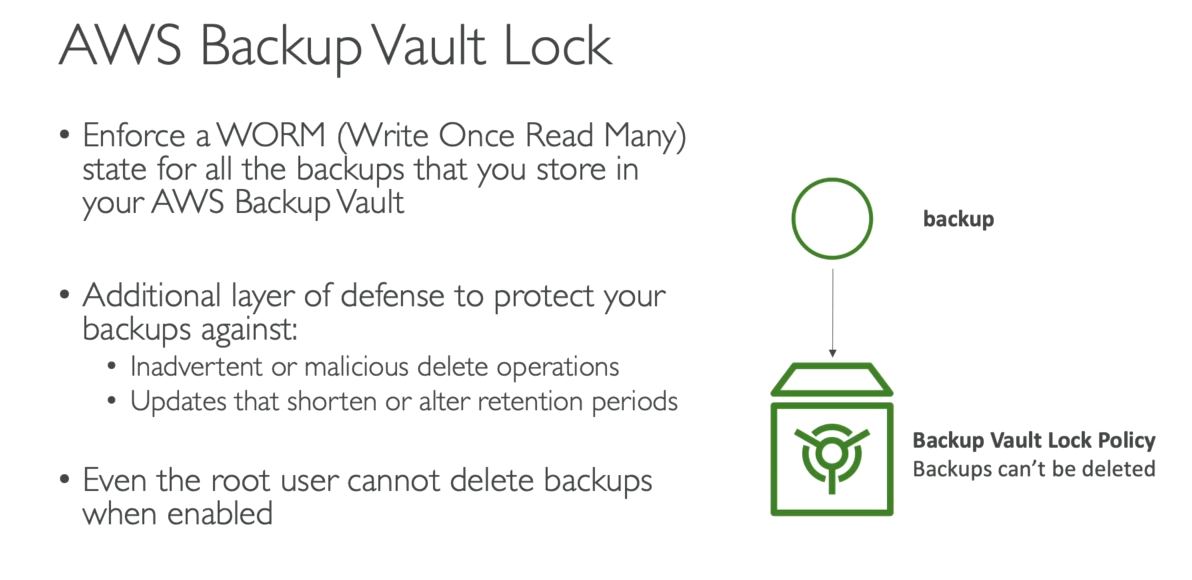 AWS Backup Vault Lock
• Enforce a WORM (Write Once Read Many)
state for all the backups that you store in
your AWS Backup Vault
• Additional layer of defense to protect your
backups against:
• Inadvertent or malicious delete operations
• Updates that shorten or alter retention periods
• Even the root user cannot delete backups
when enabled
backup
Backup Vault Lock Policy
Backups can't be deleted